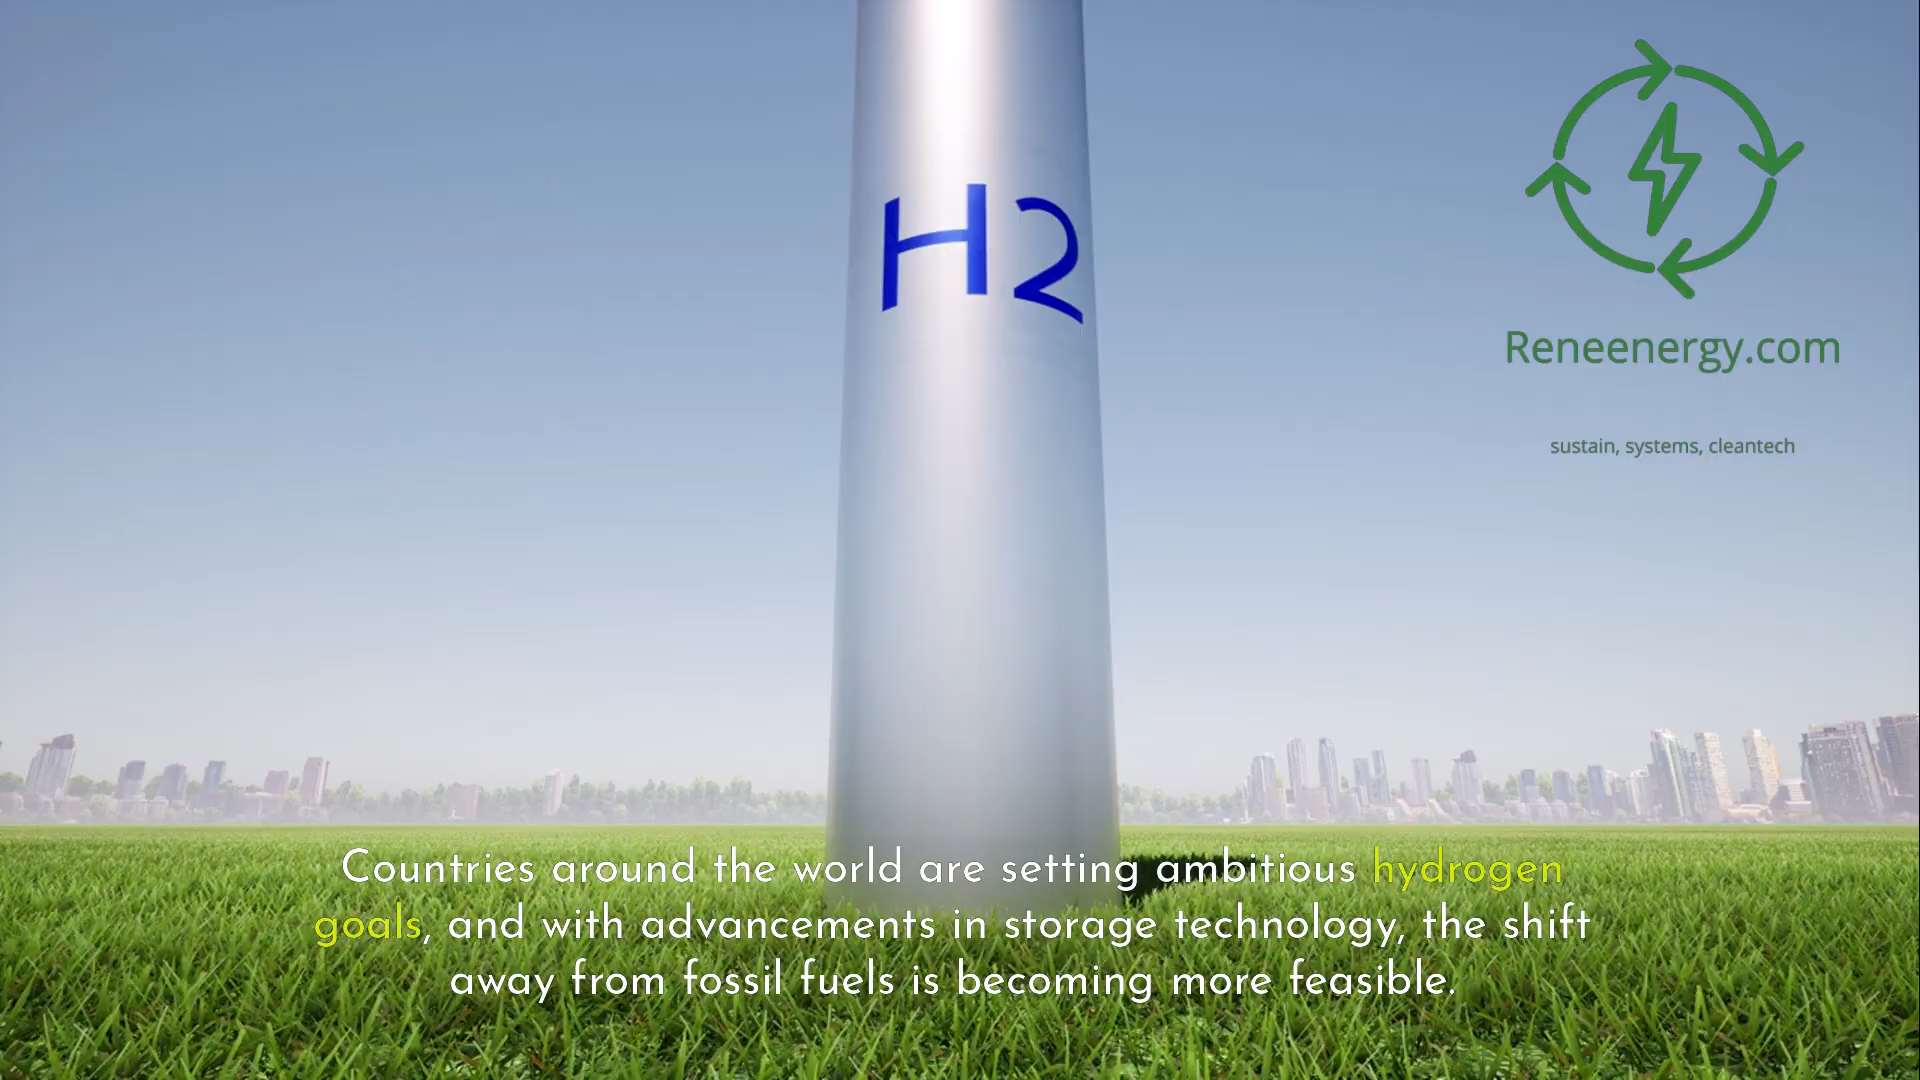 H2
Reneenergy.com
sustain, systems, cleantech
Countries around the world are setting ambitious hydrogen
goals, and with advancements in storage technology, the shift
away from fossil fuels is becoming more feasible.